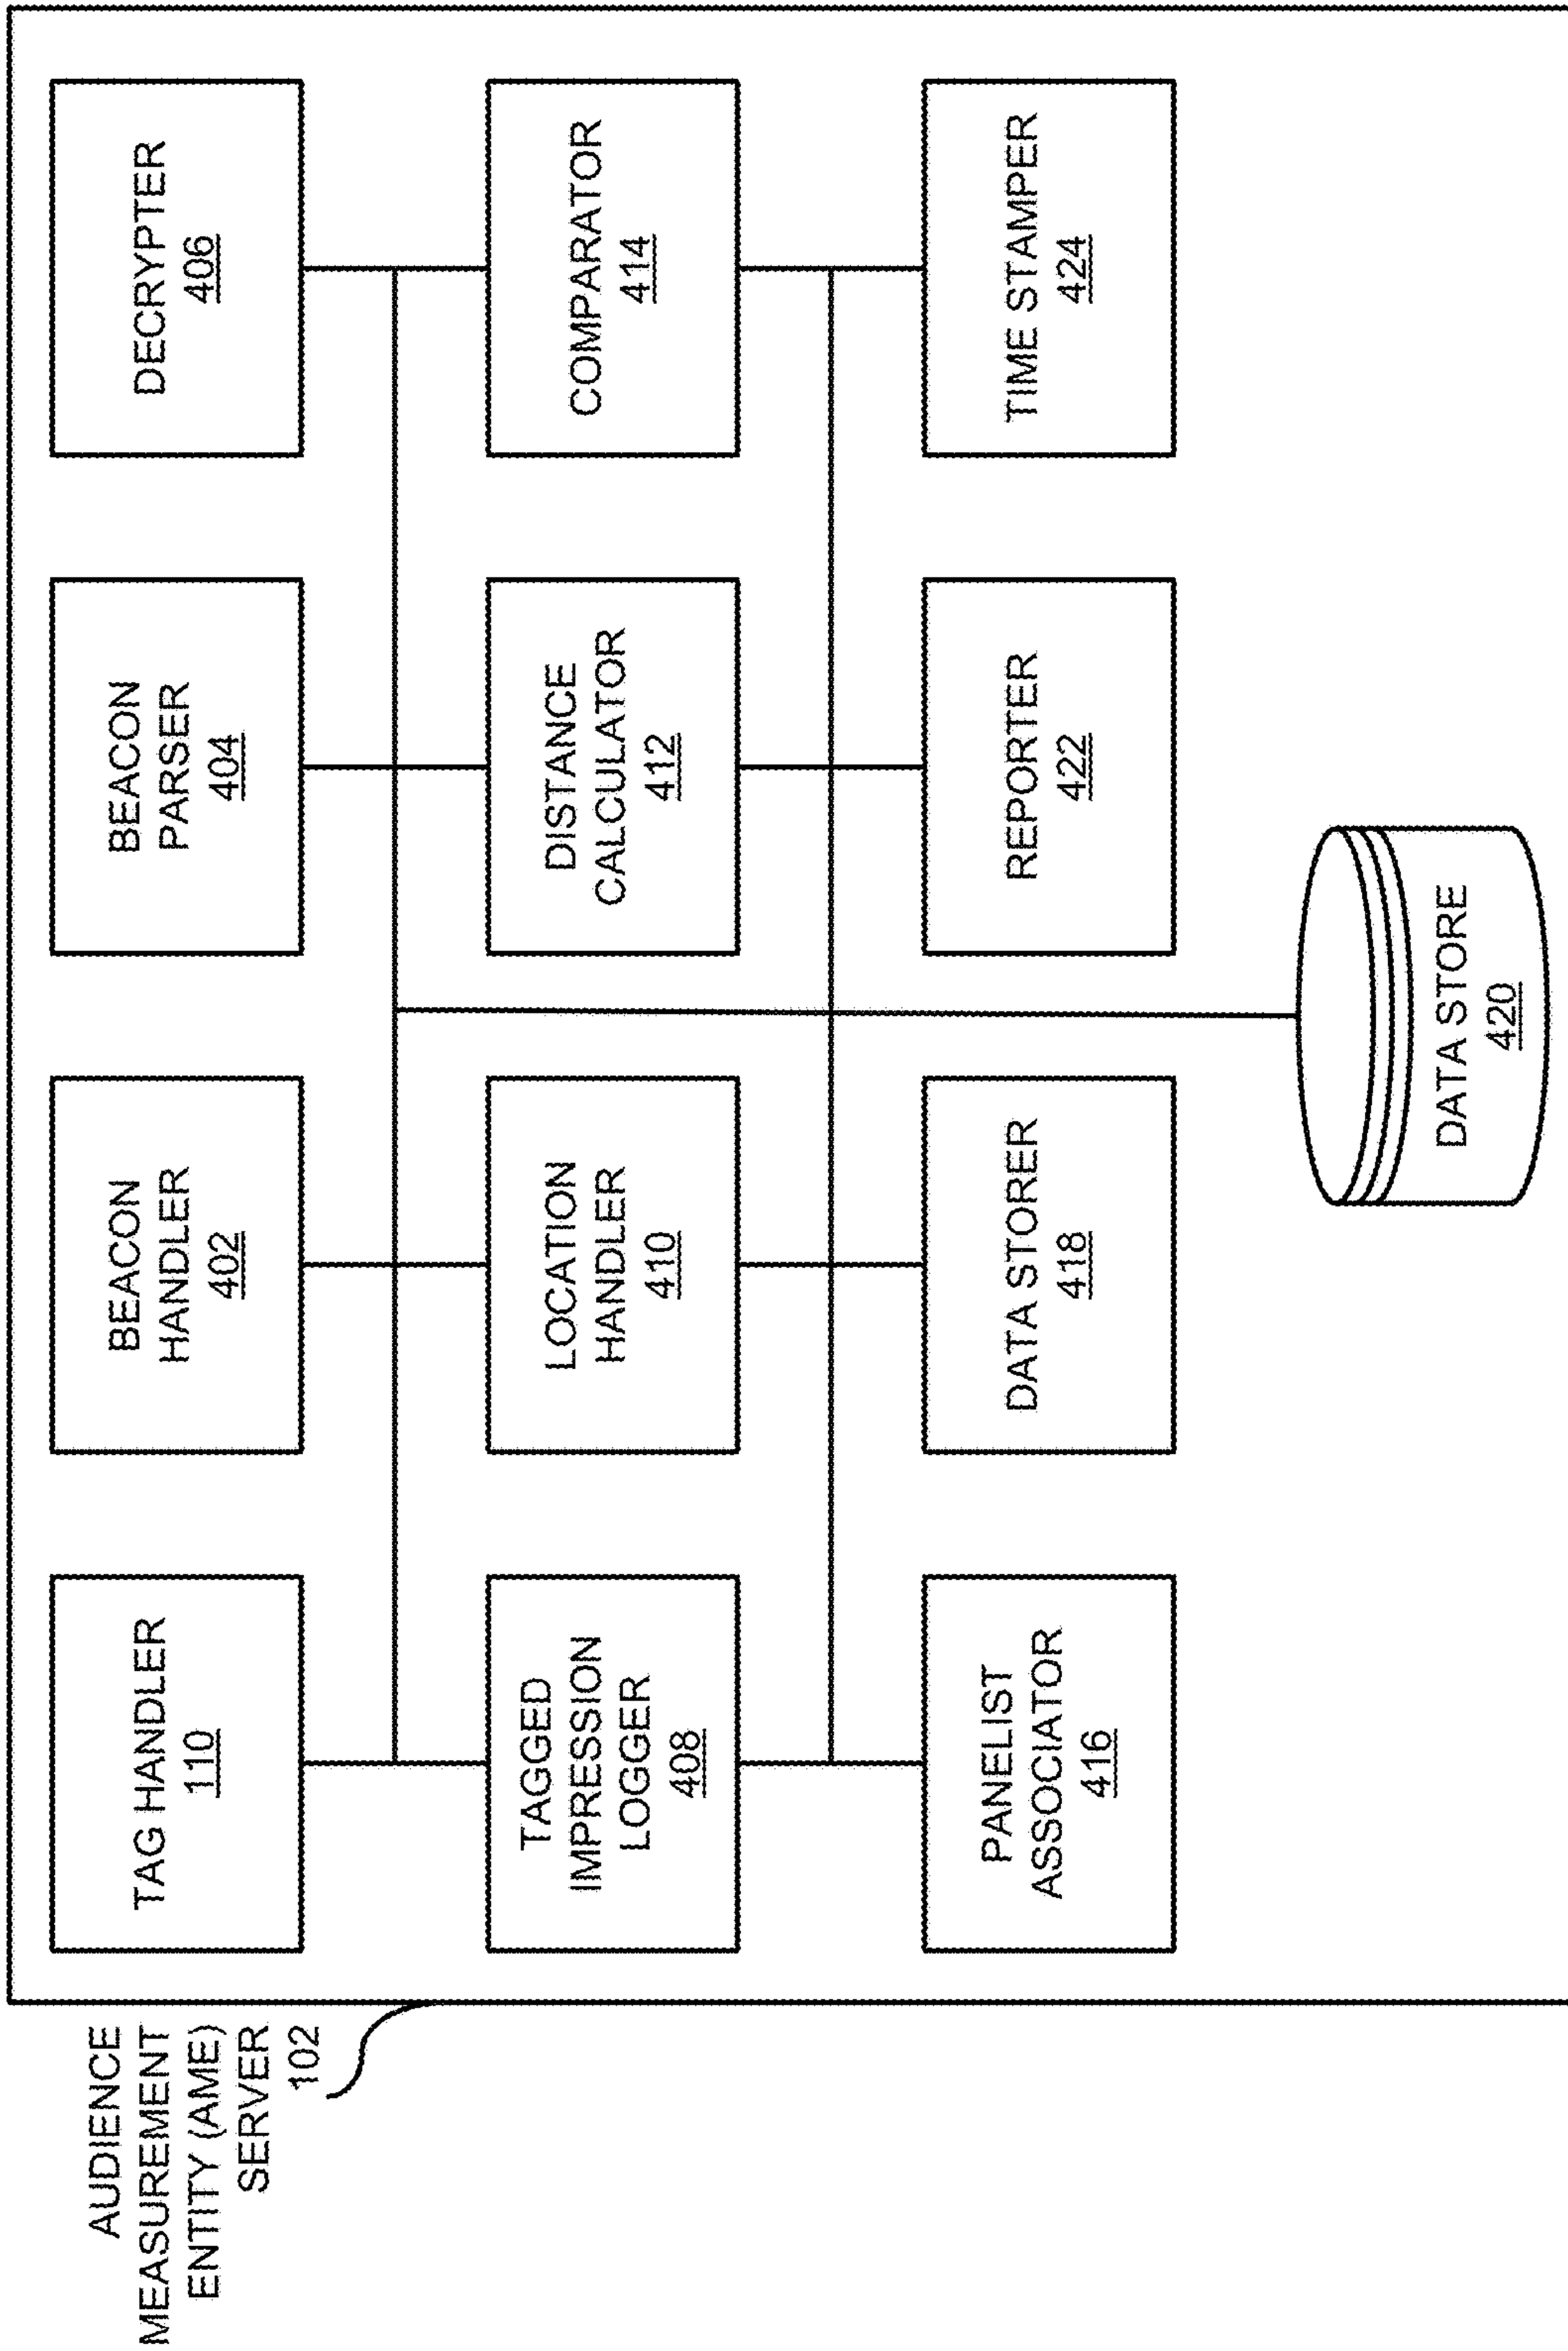 AUDIENCE
MEASUREMENT
ENTITY (AME)
SERVER
102
TAG HANDLER
110
BEACON
HANDLER
402
BEACON
PARSER
404
DECRYPTER
406
TAGGED
IMPRESSION
LOGGER
408
LOCATION
HANDLER
410
DISTANCE
CALCULATOR
412
COMPARATOR
414
PANELIST
ASSOCIATOR
416
DATA STORER
418
REPORTER
422
TIME STAMPER
424
DATA STORE
420